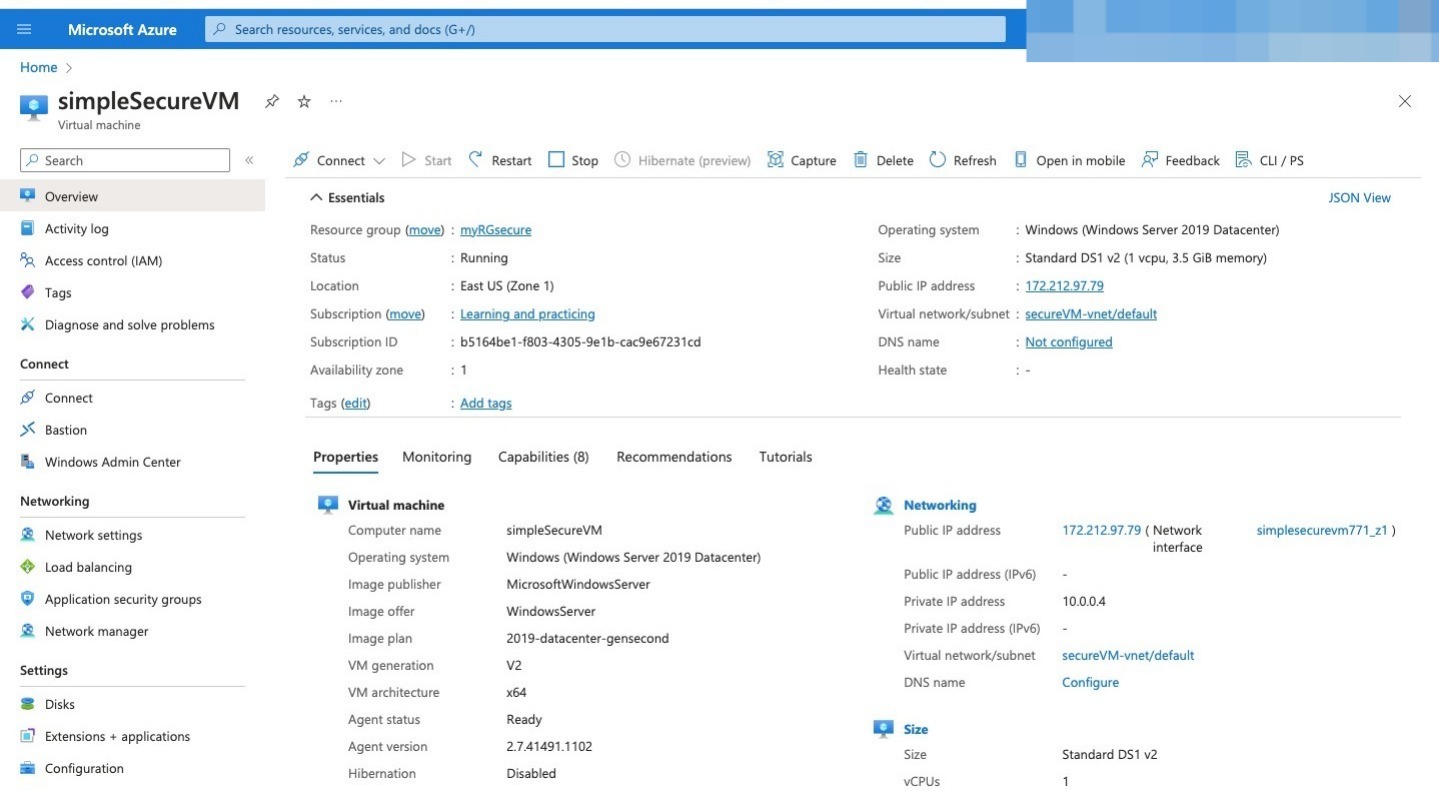 Microsoft Azure
Search resources, services, and docs (G+/)
Home >
simpleSecureVM
...
Virtual machine
Search
«
Connect
Start
Restart
Stop
Hibernate (preview)
Capture
Delete
Refresh
Open in mobile
Feedback
CLI / PS
Overview
Activity log
Access control (IAM)
Tags
Diagnose and solve problems
Connect
Connect
Bastion
Windows Admin Center
Networking
Network settings
Load balancing
Application security groups
Network manager
Settings
Disks
Extensions + applications
Configuration
Essentials
JSON View
Resource group (move) : myRGsecure
Status : Running
Location : East US (Zone 1)
Subscription (move) : Learning and practicing
Subscription ID : b5164be1-f803-4305-9e1b-cac9e67231cd
Availability zone : 1
Tags (edit) : Add tags
Operating system : Windows (Windows Server 2019 Datacenter)
Size : Standard DS1 v2 (1 vcpu, 3.5 GiB memory)
Public IP address : 172.212.97.79
Virtual network/subnet : secureVM-vnet/default
DNS name : Not configured
Health state : -
Properties
Monitoring
Capabilities (8)
Recommendations
Tutorials
Virtual machine
Computer name simpleSecureVM
Operating system Windows (Windows Server 2019 Datacenter)
Image publisher MicrosoftWindowsServer
Image offer WindowsServer
Image plan 2019-datacenter-gensecond
VM generation V2
VM architecture x64
Agent status Ready
Agent version 2.7.41491.1102
Hibernation Disabled
Networking
Public IP address 172.212.97.79 ( Network simplesecurevm771_z1 )
interface
Public IP address (IPv6) -
Private IP address 10.0.0.4
Private IP address (IPv6) -
Virtual network/subnet secureVM-vnet/default
DNS name Configure
Size
Size Standard DS1 v2
vCPUs 1